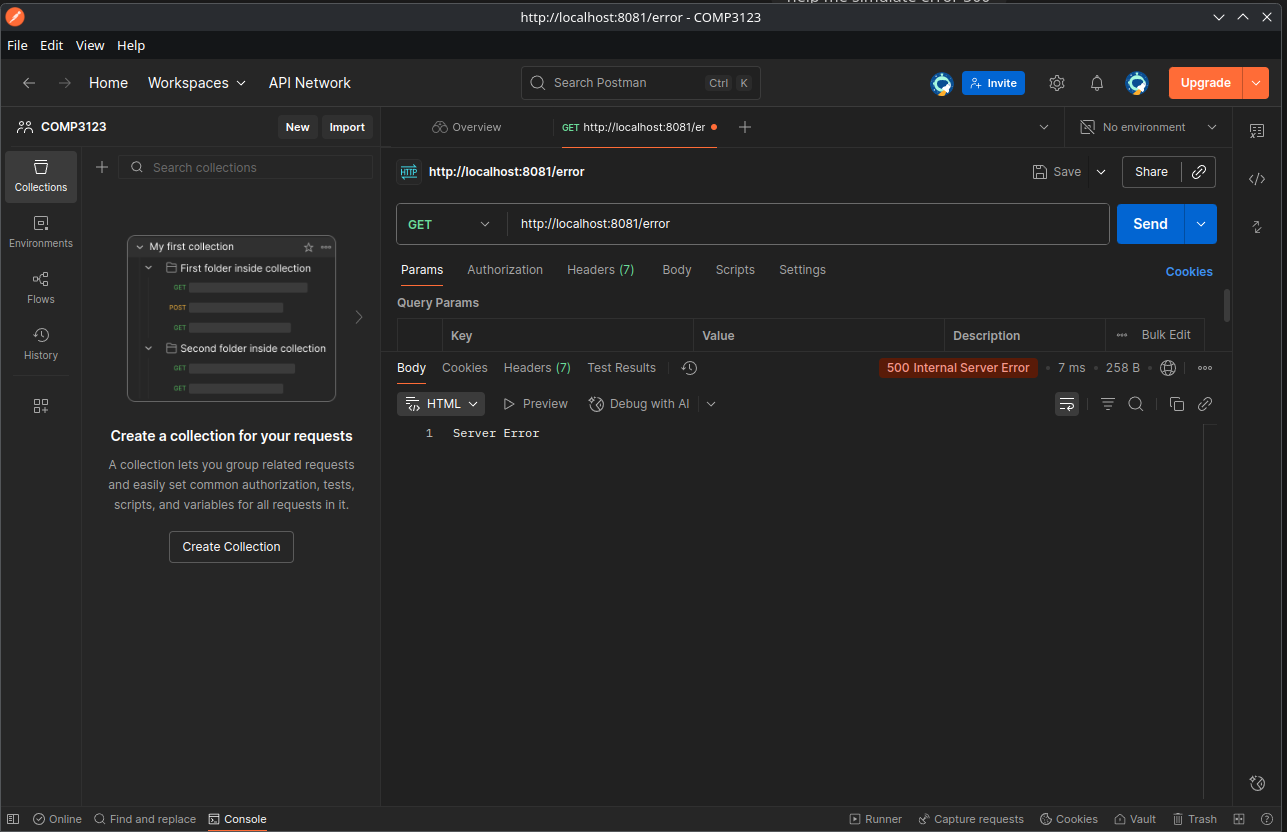 help me simulate error 500
http://localhost:8081/error - COMP3123
File Edit View Help
Home Workspaces API Network Search Postman Ctrl K Invite Upgrade
COMP3123 New Import Overview GET http://localhost:8081/er No environment
Search collections HTTP http://localhost:8081/error Save Share
Collections
Environments
Flows
History
My first collection
First folder inside collection
GET
POST
GET
Second folder inside collection
GET
GET
Create a collection for your requests
A collection lets you group related requests
and easily set common authorization, tests,
scripts, and variables for all requests in it.
Create Collection
GET http://localhost:8081/error Send
Params Authorization Headers (7) Body Scripts Settings Cookies
Query Params
Key Value Description Bulk Edit
Body Cookies Headers (7) Test Results 500 Internal Server Error • 7 ms • 258 B
HTML Preview Debug with AI
1 Server Error
Online Find and replace Console Runner Capture requests Cookies Vault Trash